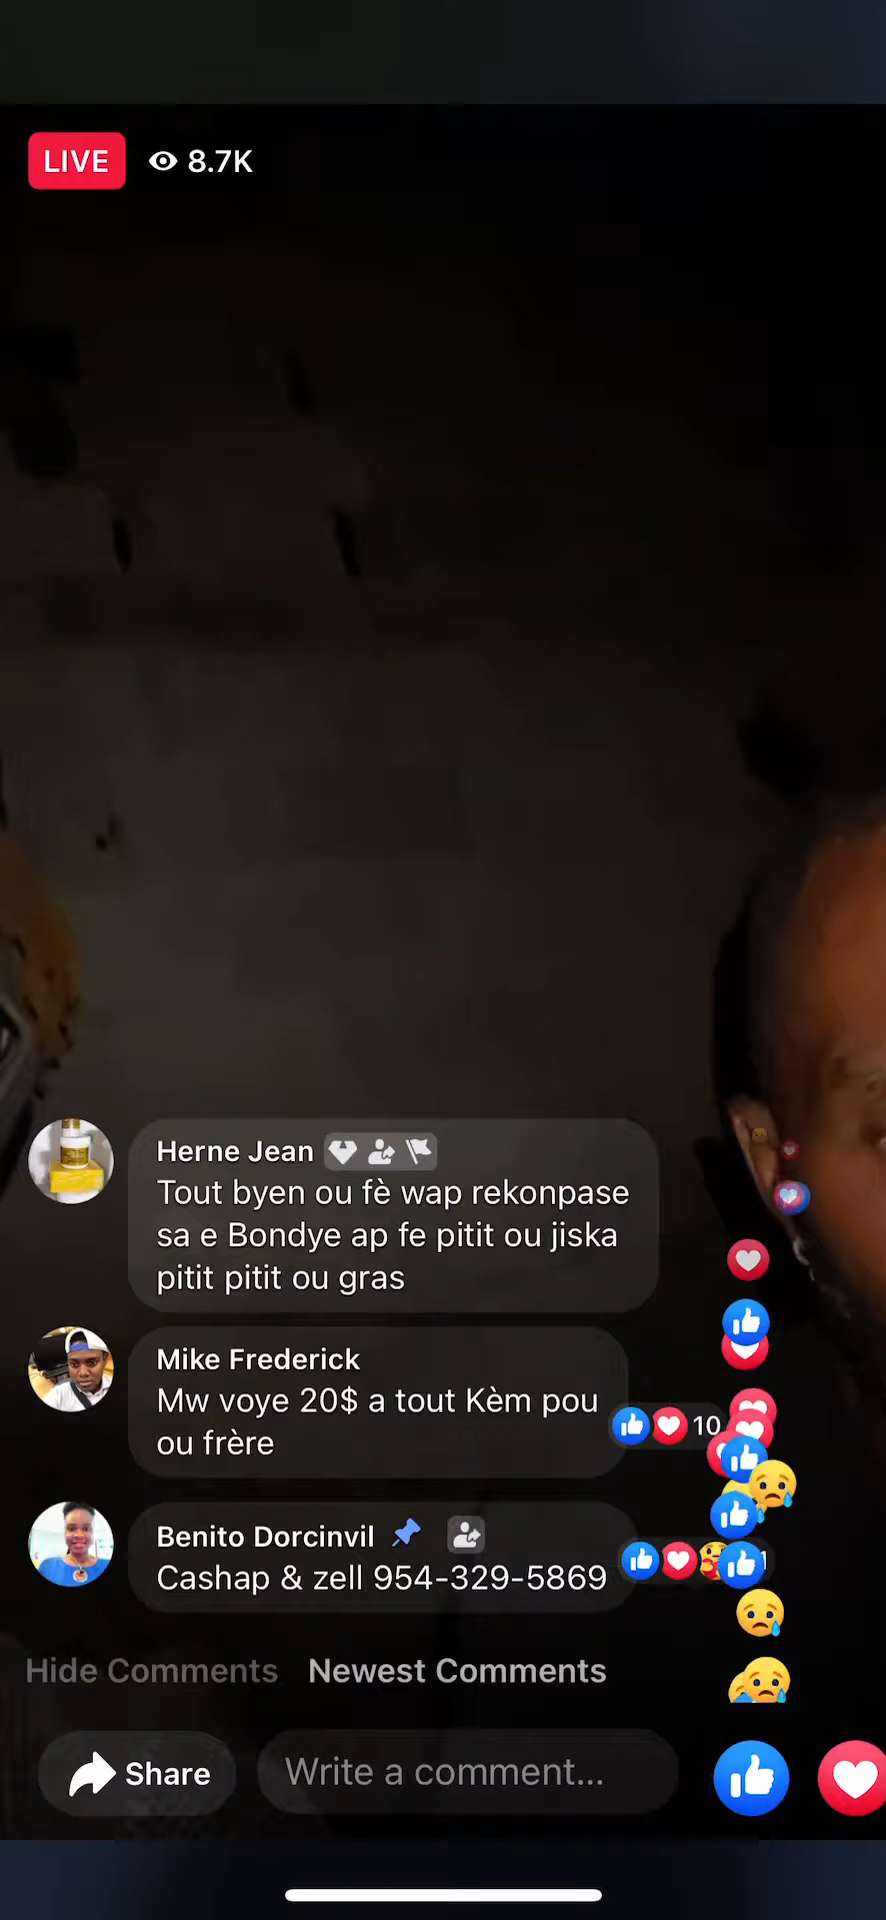 LIVE 8.7K
Herne Jean
Tout byen ou fè wap rekonpase
sa e Bondye ap fe pitit ou jiska
pitit pitit ou gras
Mike Frederick
Mw voye 20$ a tout Kèm pou
ou frère
10
Benito Dorcinvil
Cashap & zell 954-329-5869
Hide Comments Newest Comments
Share Write a comment...